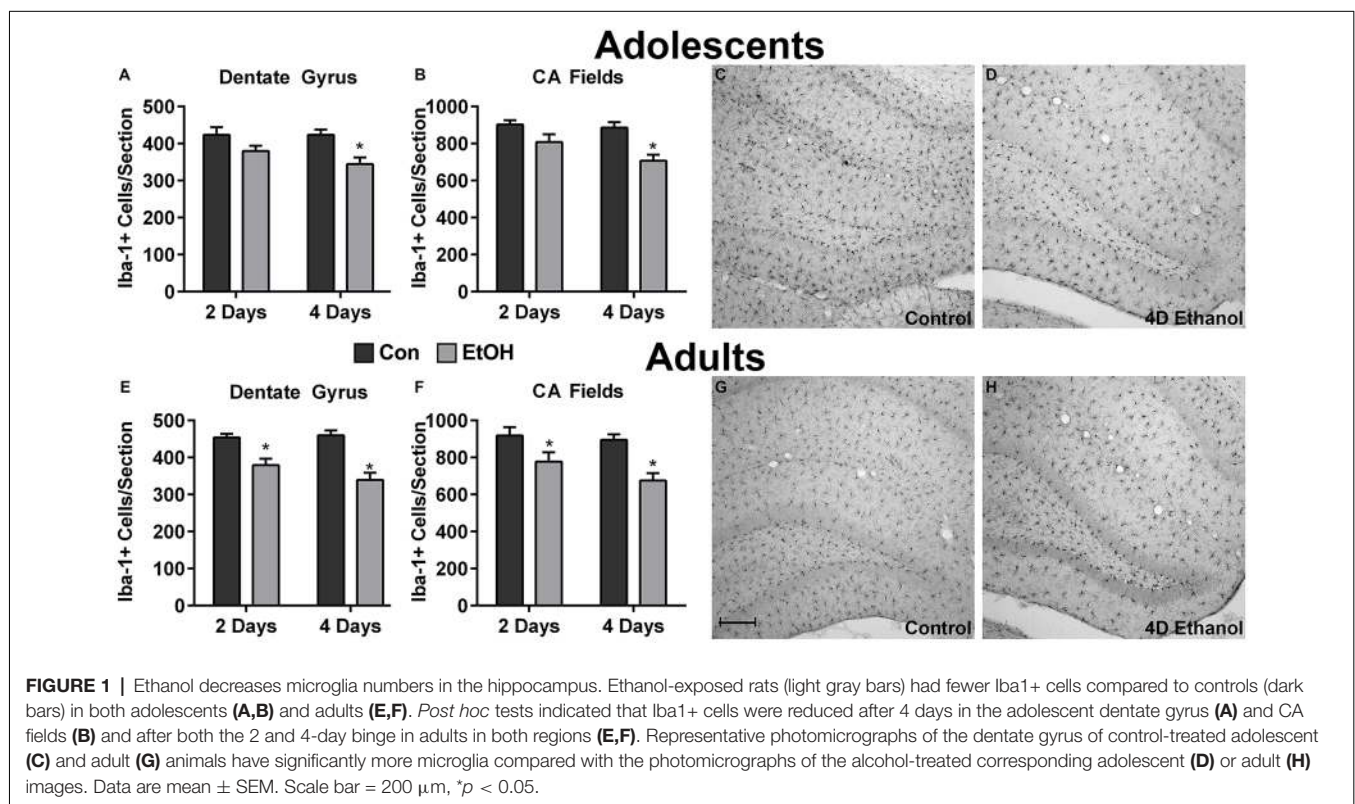 Adolescents
A Dentate Gyrus
Iba-1+ Cells/Section
500
400
300
200
100
0
*
2 Days 4 Days
B CA Fields
Iba-1+ Cells/Section
1000
800
600
400
200
0
*
2 Days 4 Days
C
Control
D
4D Ethanol
Con EtOH
Adults
E Dentate Gyrus
Iba-1+ Cells/Section
500
400
300
200
100
0
* *
2 Days 4 Days
F CA Fields
Iba-1+ Cells/Section
1000
800
600
400
200
0
* *
2 Days 4 Days
G
Control
H
4D Ethanol
FIGURE 1 | Ethanol decreases microglia numbers in the hippocampus. Ethanol-exposed rats (light gray bars) had fewer Iba1+ cells compared to controls (dark
bars) in both adolescents (A,B) and adults (E,F). Post hoc tests indicated that Iba1+ cells were reduced after 4 days in the adolescent dentate gyrus (A) and CA
fields (B) and after both the 2 and 4-day binge in adults in both regions (E,F). Representative photomicrographs of the dentate gyrus of control-treated adolescent
(C) and adult (G) animals have significantly more microglia compared with the photomicrographs of the alcohol-treated corresponding adolescent (D) or adult (H)
images. Data are mean ± SEM. Scale bar = 200 μm, *p < 0.05.